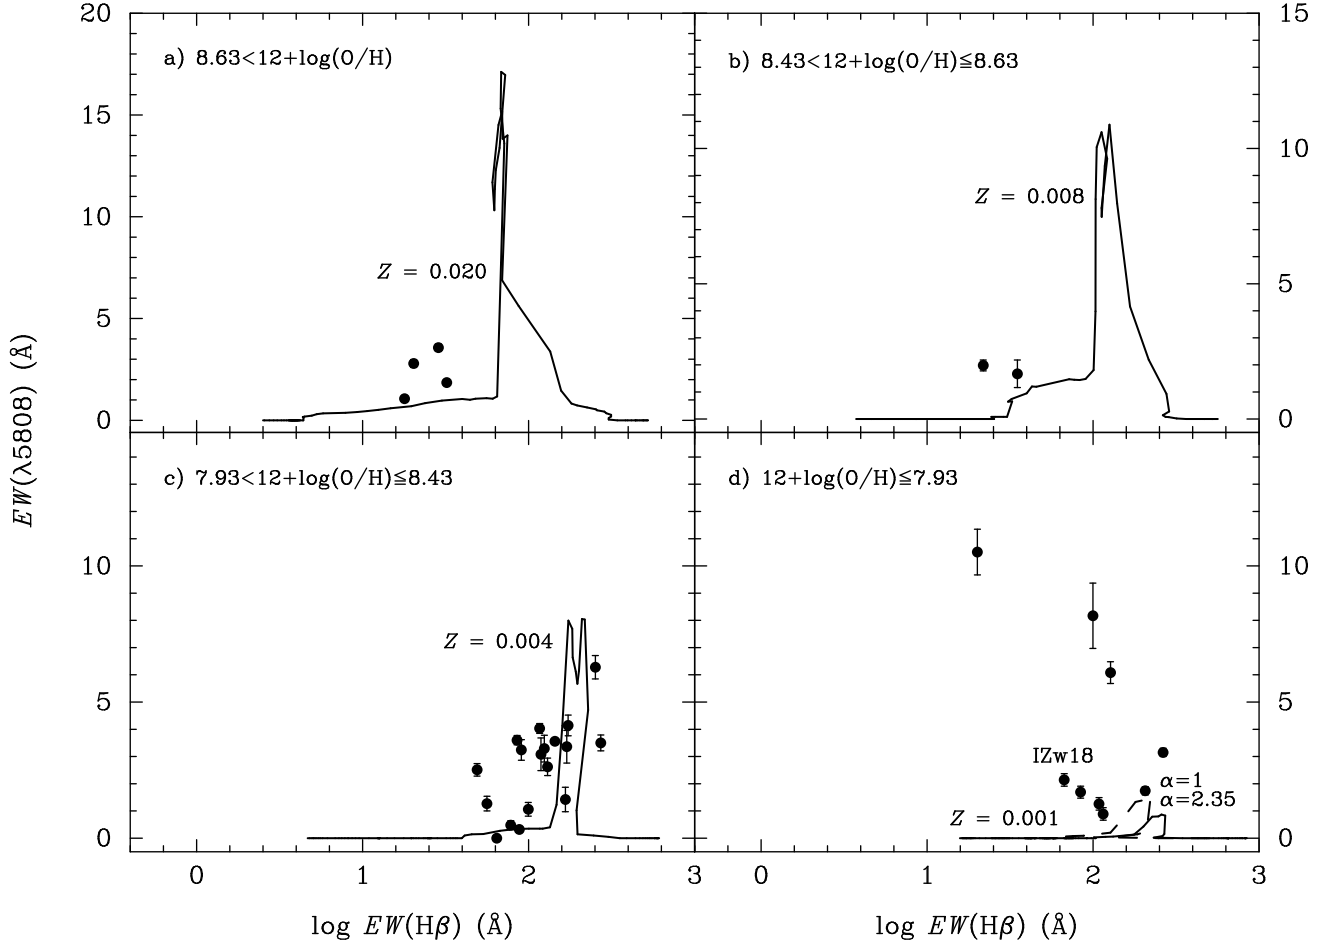 20
15
10
5
0
a) 8.63<12+log(O/H)
Z = 0.020
b) 8.43<12+log(O/H)≦8.63
Z = 0.008
15
10
5
0
EW(λ5808) (Å)
c) 7.93<12+log(O/H)≦8.43
Z = 0.004
10
5
0
d) 12+log(O/H)≦7.93
IZw18
α=1
α=2.35
Z = 0.001
10
5
0
0 1 2 3
0 1 2 3
log EW(Hβ) (Å)
log EW(Hβ) (Å)